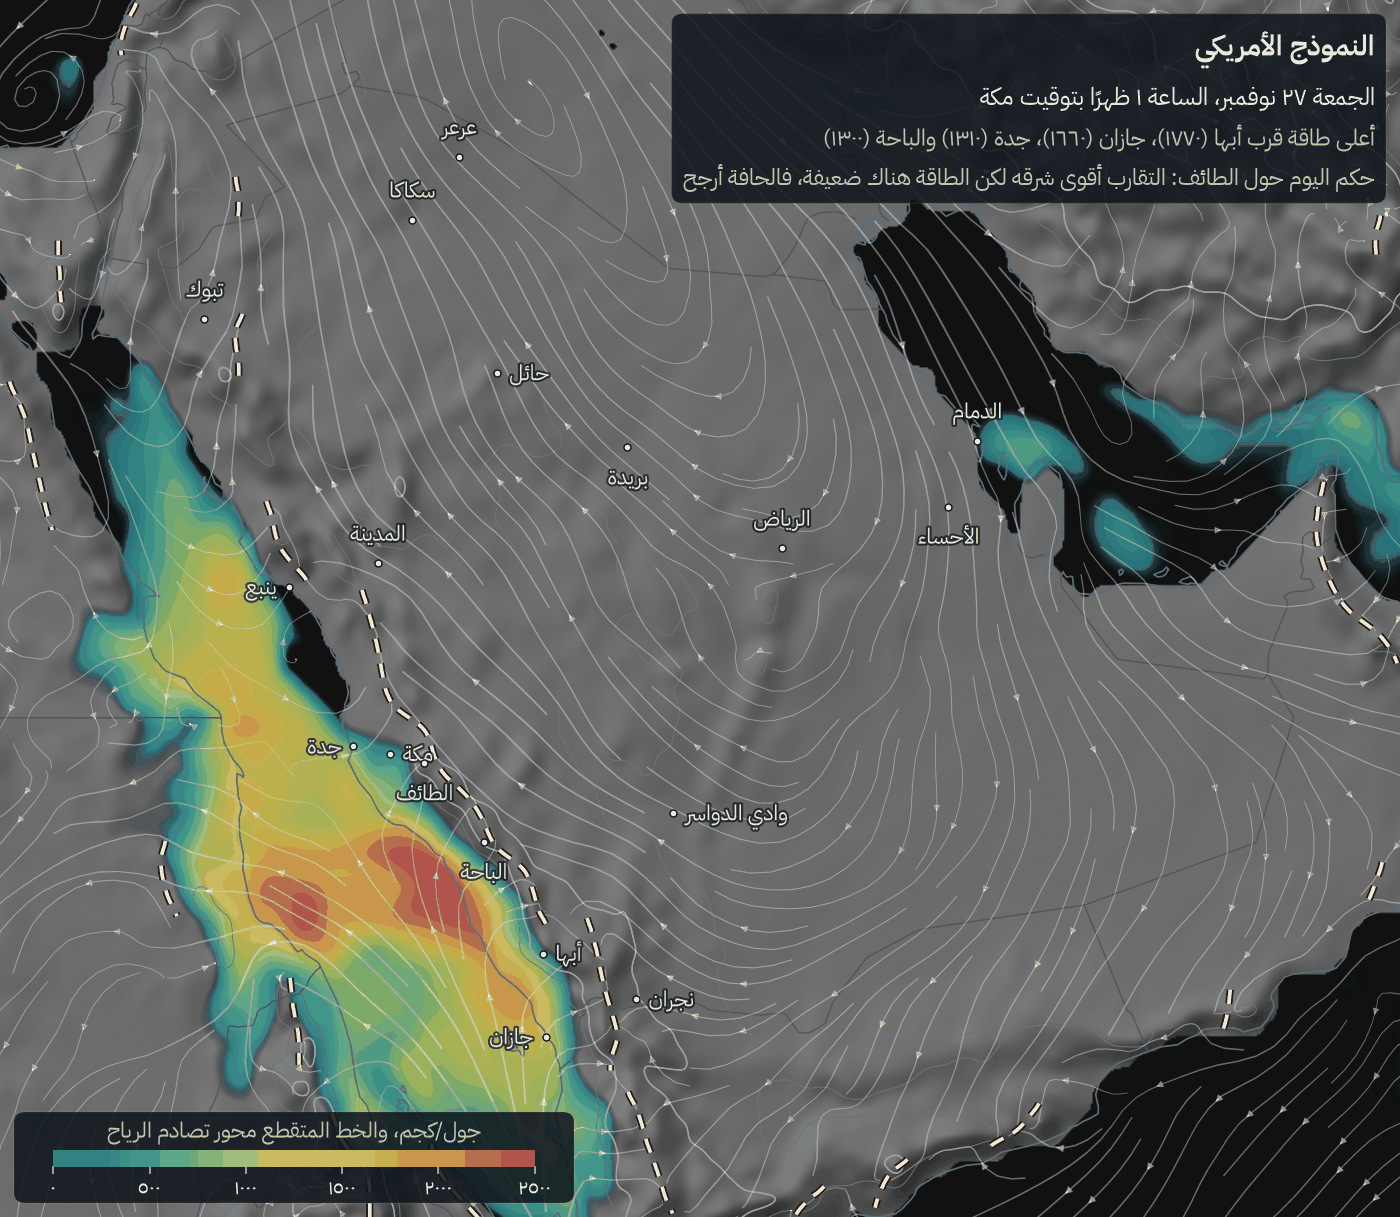 النموذج الأمريكي
الجمعة ٢٧ نوفمبر، الساعة ١ ظهرًا بتوقيت مكة
أعلى طاقة قرب أبها (١٧٧٠)، جازان (١٦٦٠)، جدة (١٣١٠) والباحة (١٣٠٠)
حكم اليوم حول الطائف: التقارب أقوى شرقه لكن الطاقة هناك ضعيفة، فالحافة أرجح
عرعر
سكاكا
تبوك
حائل
الدمام
بريدة
الرياض
المدينة
الأحساء
ينبع
جدة
مكة
الطائف
وادي الدواسر
الباحة
أبها
نجران
جازان
جول/كجم، والخط المتقطع محور تصادم الرياح
٠ ٥٠٠ ١٠٠٠ ١٥٠٠ ٢٠٠٠ ٢٥٠٠